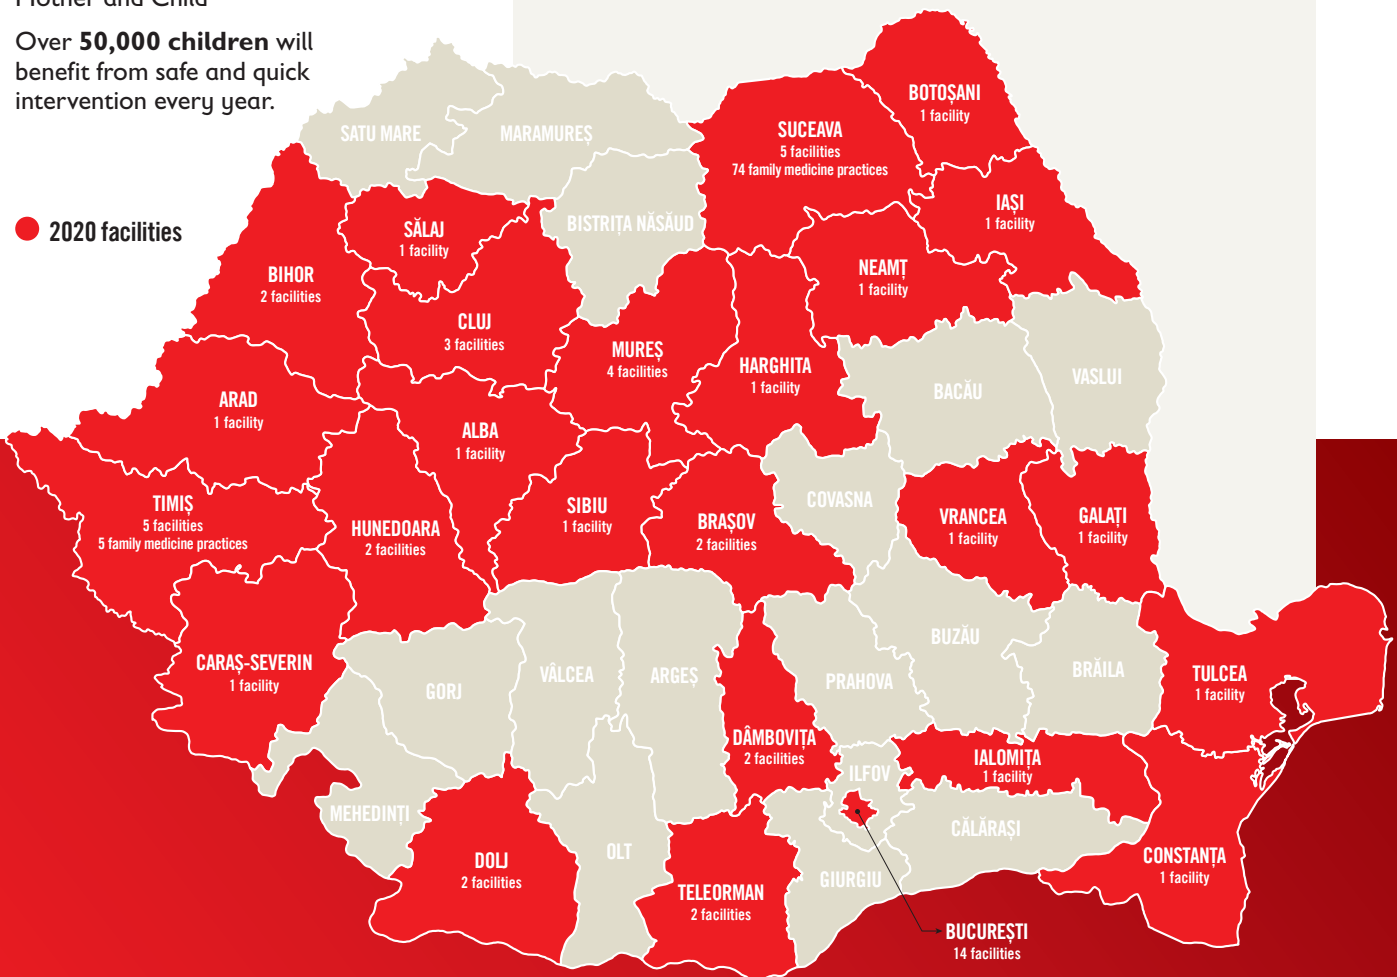 Mother and Child
Over 50,000 children will
benefit from safe and quick
intervention every year.
2020 facilities
SATU MARE
MARAMUREȘ
BISTRIȚA NĂSĂUD
SUCEAVA
5 facilities
74 family medicine practices
BOTOȘANI
1 facility
IAȘI
1 facility
SĂLAJ
1 facility
BIHOR
2 facilities
NEAMȚ
1 facility
CLUJ
3 facilities
MUREȘ
4 facilities
HARGHITA
1 facility
BACĂU
VASLUI
ARAD
1 facility
ALBA
1 facility
TIMIȘ
5 facilities
5 family medicine practices
HUNEDOARA
2 facilities
SIBIU
1 facility
BRAȘOV
2 facilities
COVASNA
VRANCEA
1 facility
GALAȚI
1 facility
CARAȘ-SEVERIN
1 facility
GORJ
VÂLCEA
ARGEȘ
PRAHOVA
BUZĂU
BRĂILA
TULCEA
1 facility
DÂMBOVIȚA
2 facilities
ILFOV
IALOMIȚA
1 facility
MEHEDINȚI
CĂLĂRAȘI
DOLJ
2 facilities
OLT
TELEORMAN
2 facilities
GIURGIU
CONSTANȚA
1 facility
BUCUREȘTI
14 facilities